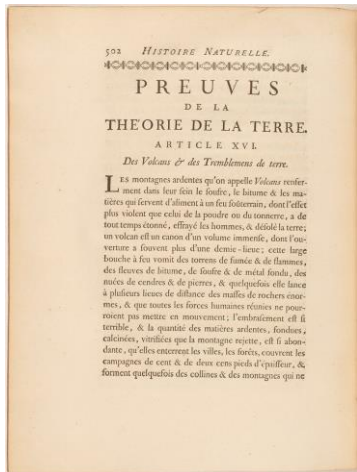 502 HISTOIRE NATURELLE.
PREUVES
DE LA
THÉORIE DE LA TERRE.
ARTICLE XVI.
Des Volcans & des Tremblemens de terre.
LES montagnes ardentes qu'on appelle Volcans renfer-
ment dans leur sein le soufre, le bitume & les ma-
tières qui servent d'aliment à un feu souterrain, dont l'effet
plus violent que celui de la poudre ou du tonnerre, a de
tout temps étonné, effrayé les hommes, & désolé la terre;
un volcan est un canon d'un volume immense, dont l'ou-
verture a souvent plus d'une demie-lieue; cette large
bouche à feu vomit des torrens de fumée & de flammes,
des fleuves de bitume, de soufre & de métal fondu, des
nuées de cendres & de pierres, & quelquefois elle lance
à plusieurs lieues de distance des masses de rochers énor-
mes, & que toutes les forces humaines réunies ne pour-
roient pas mettre en mouvement; l'embrasement est si
terrible, & la quantité des matières ardentes, fondues,
calcinées, vitrifiées que la montagne rejette, est si abon-
dante, qu'elles enterrent les villes, les forêts, couvrent les
campagnes de cent & de deux cens pieds d'épaisseur, &
forment quelquefois des collines & des montagnes qui ne